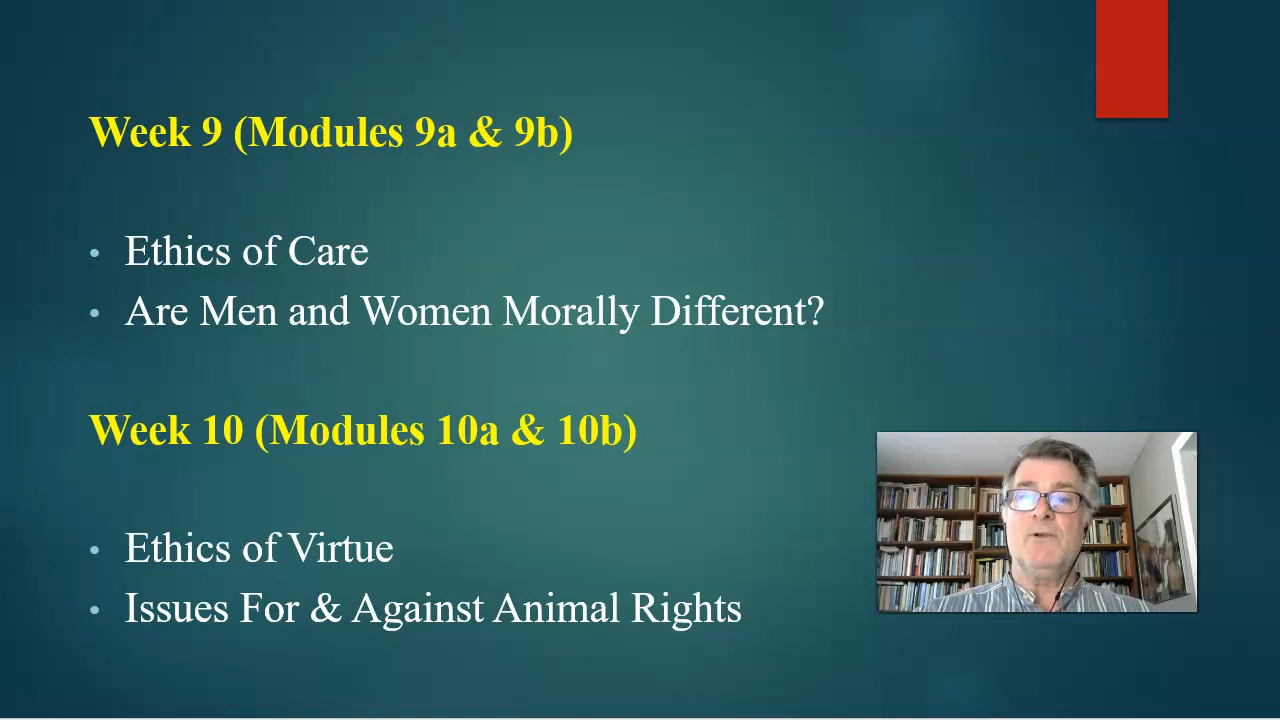 Week 9 (Modules 9a & 9b)
• Ethics of Care
• Are Men and Women Morally Different?
Week 10 (Modules 10a & 10b)
• Ethics of Virtue
• Issues For & Against Animal Rights